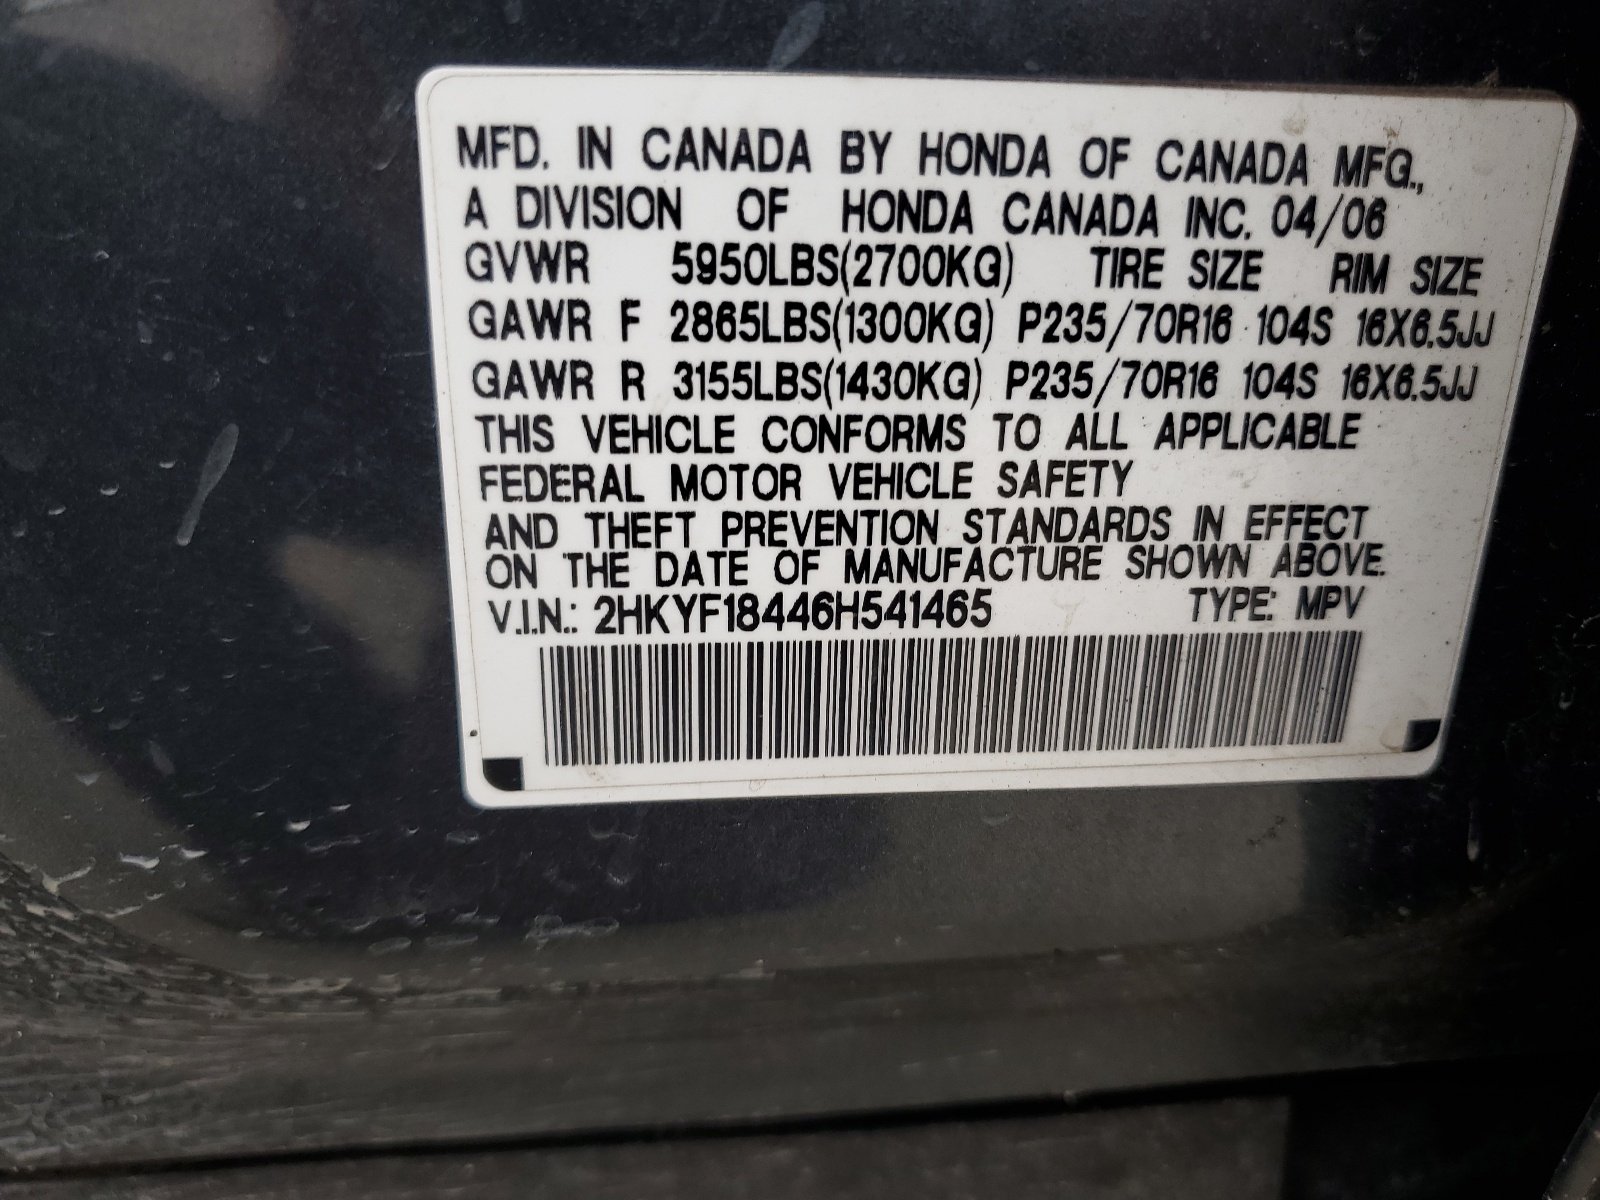 MFD. IN CANADA BY HONDA OF CANADA MFG.,
A DIVISION OF HONDA CANADA INC. 04/06
GVWR 5950LBS(2700KG) TIRE SIZE RIM SIZE
GAWR F 2865LBS(1300KG) P235/70R16 104S 16X6.5JJ
GAWR R 3155LBS(1430KG) P235/70R16 104S 16X6.5JJ
THIS VEHICLE CONFORMS TO ALL APPLICABLE
FEDERAL MOTOR VEHICLE SAFETY
AND THEFT PREVENTION STANDARDS IN EFFECT
ON THE DATE OF MANUFACTURE SHOWN ABOVE.
V.I.N.: 2HKYF18446H541465 TYPE: MPV